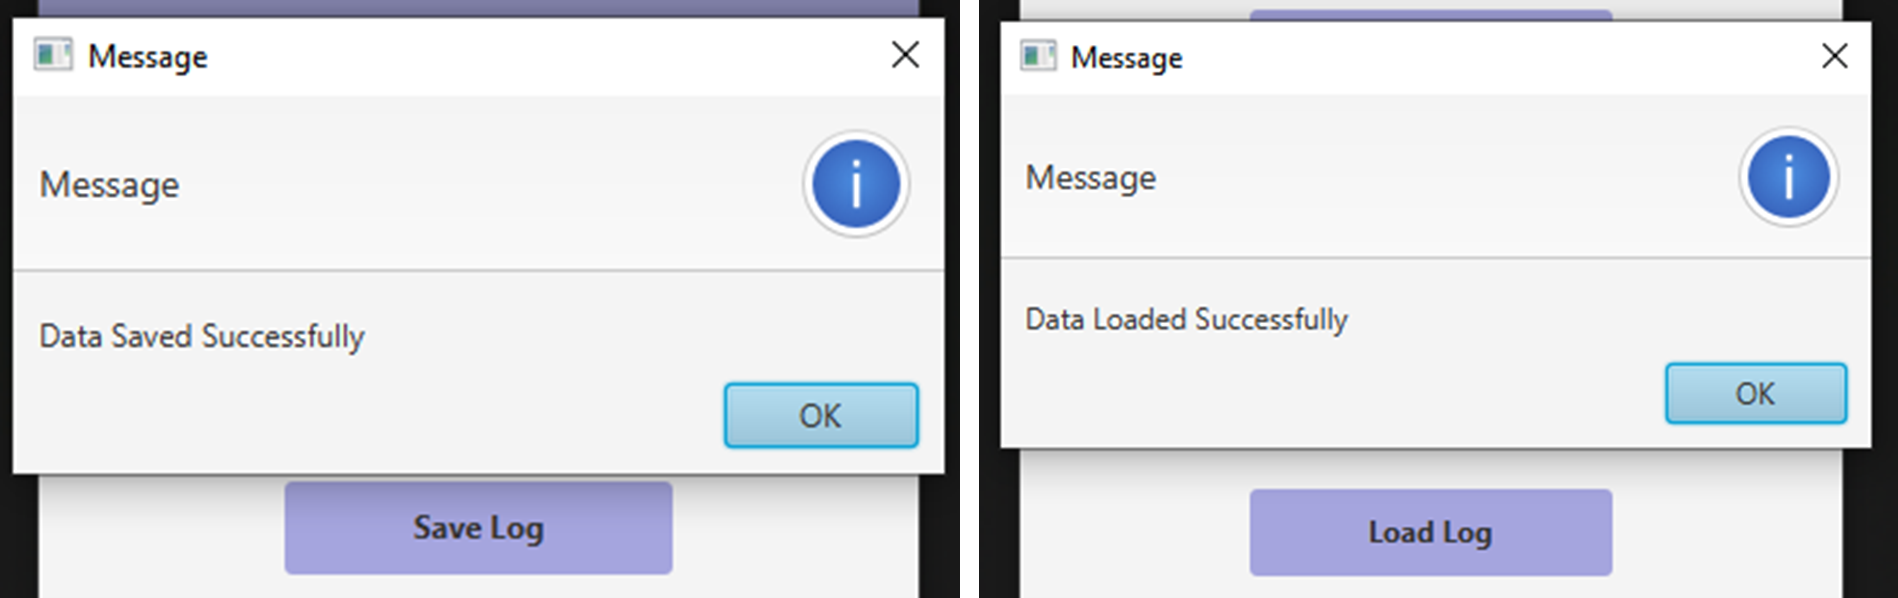 Message
Message
Data Saved Successfully
OK
Save Log
Message
Message
Data Loaded Successfully
OK
Load Log